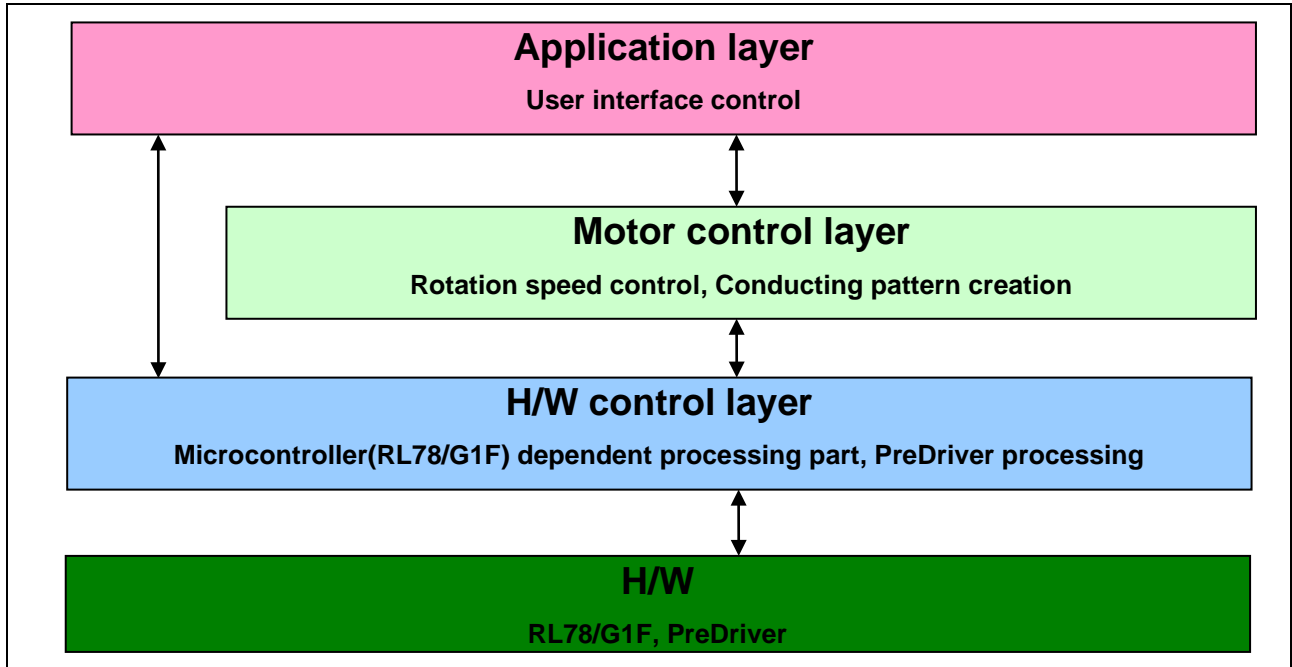 Application layer
User interface control
Motor control layer
Rotation speed control, Conducting pattern creation
H/W control layer
Microcontroller(RL78/G1F) dependent processing part, PreDriver processing
H/W
RL78/G1F, PreDriver